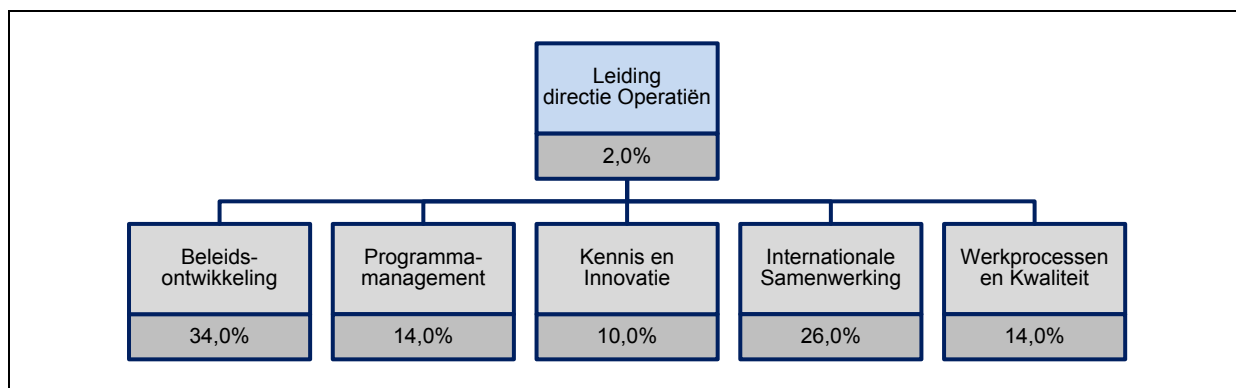 Leiding
directie Operatiën
2,0%
Beleids-
ontwikkeling
34,0%
Programma-
management
14,0%
Kennis en
Innovatie
10,0%
Internationale
Samenwerking
26,0%
Werkprocessen
en Kwaliteit
14,0%